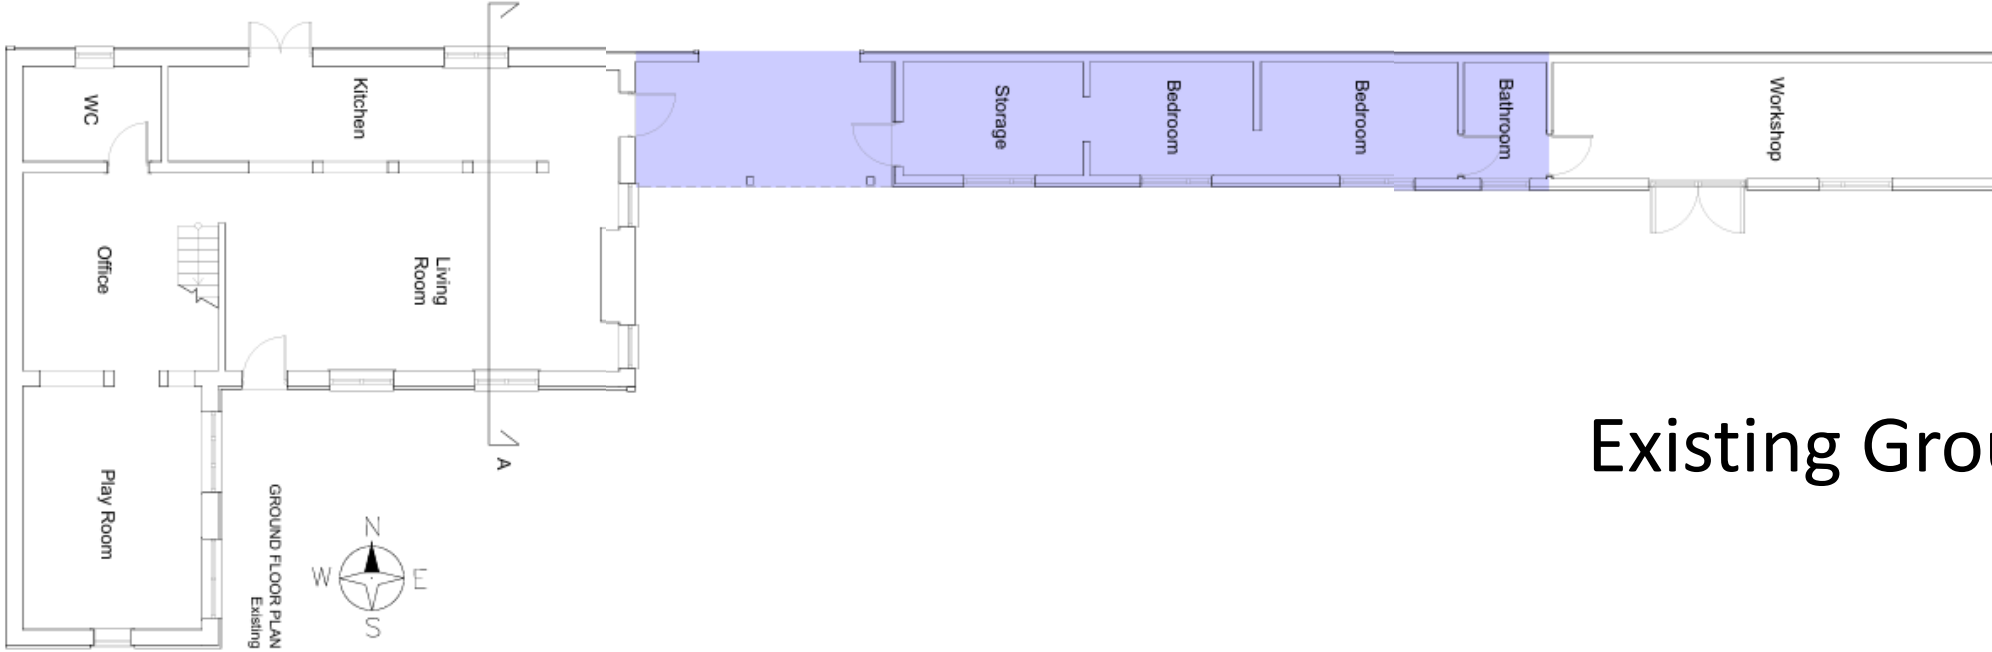 WC
Kitchen
Storage
Bedroom
Bedroom
Bathroom
Workshop
Office
Living
Room
Play Room
A
GROUND FLOOR PLAN
Existing
N
W
E
S
Existing Grou